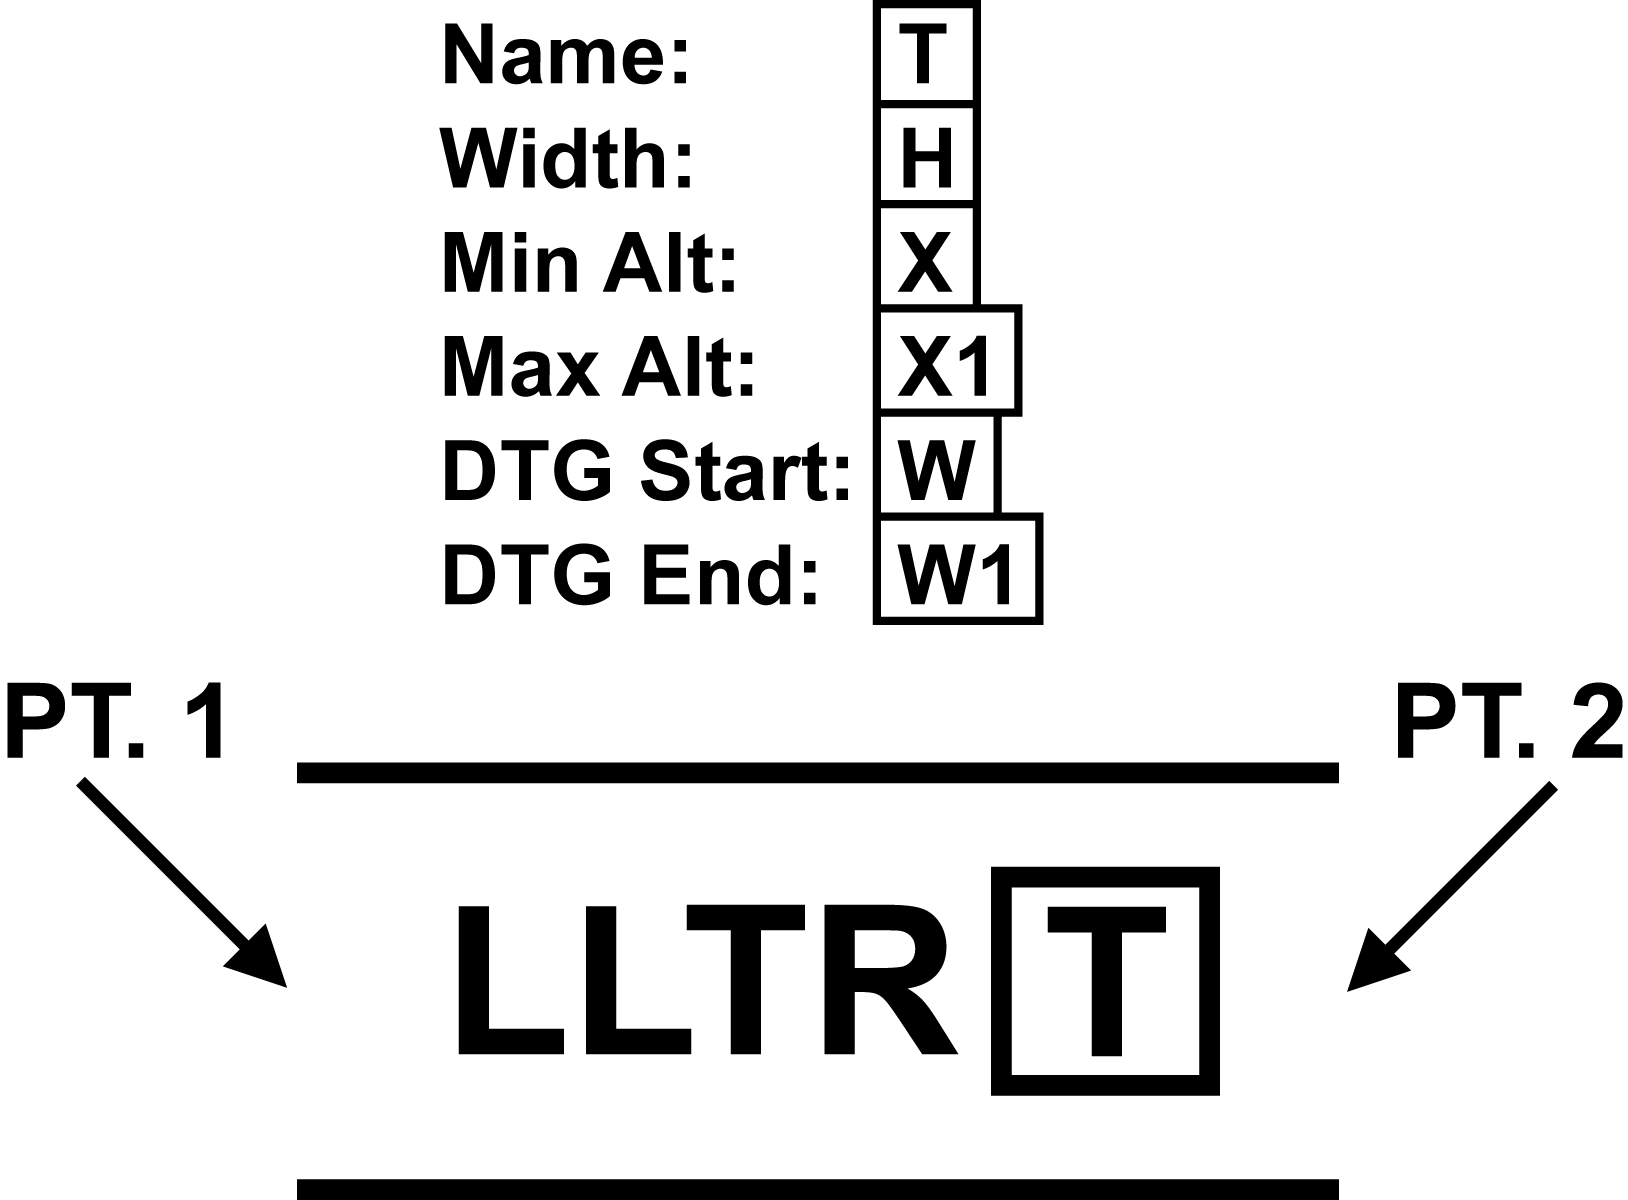 Name: T
Width: H
Min Alt: X
Max Alt: X1
DTG Start: W
DTG End: W1
PT. 1 PT. 2
LLTR T